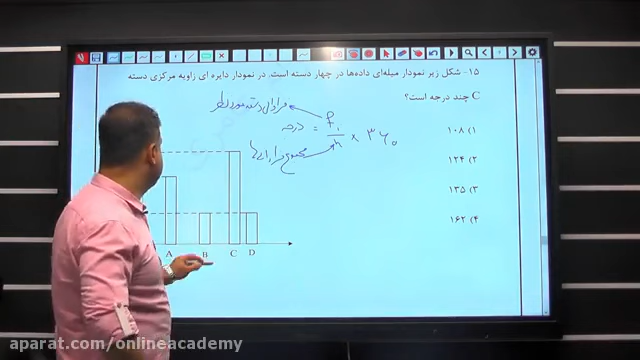 ۱۵- شکل زیر نمودار میله‌ای داده‌ها در چهار دسته است. در نمودار دایره ای زاویه مرکزی دسته
C چند درجه است؟
فراوانی دسته مورد نظر
درجه = f₁ / n × ۳۶۰
مجموع فراوانی‌ها
۱) ۱۰۸
۲) ۱۲۴
۳) ۱۳۵
۴) ۱۶۲
A B C D
aparat.com/onlineacademy